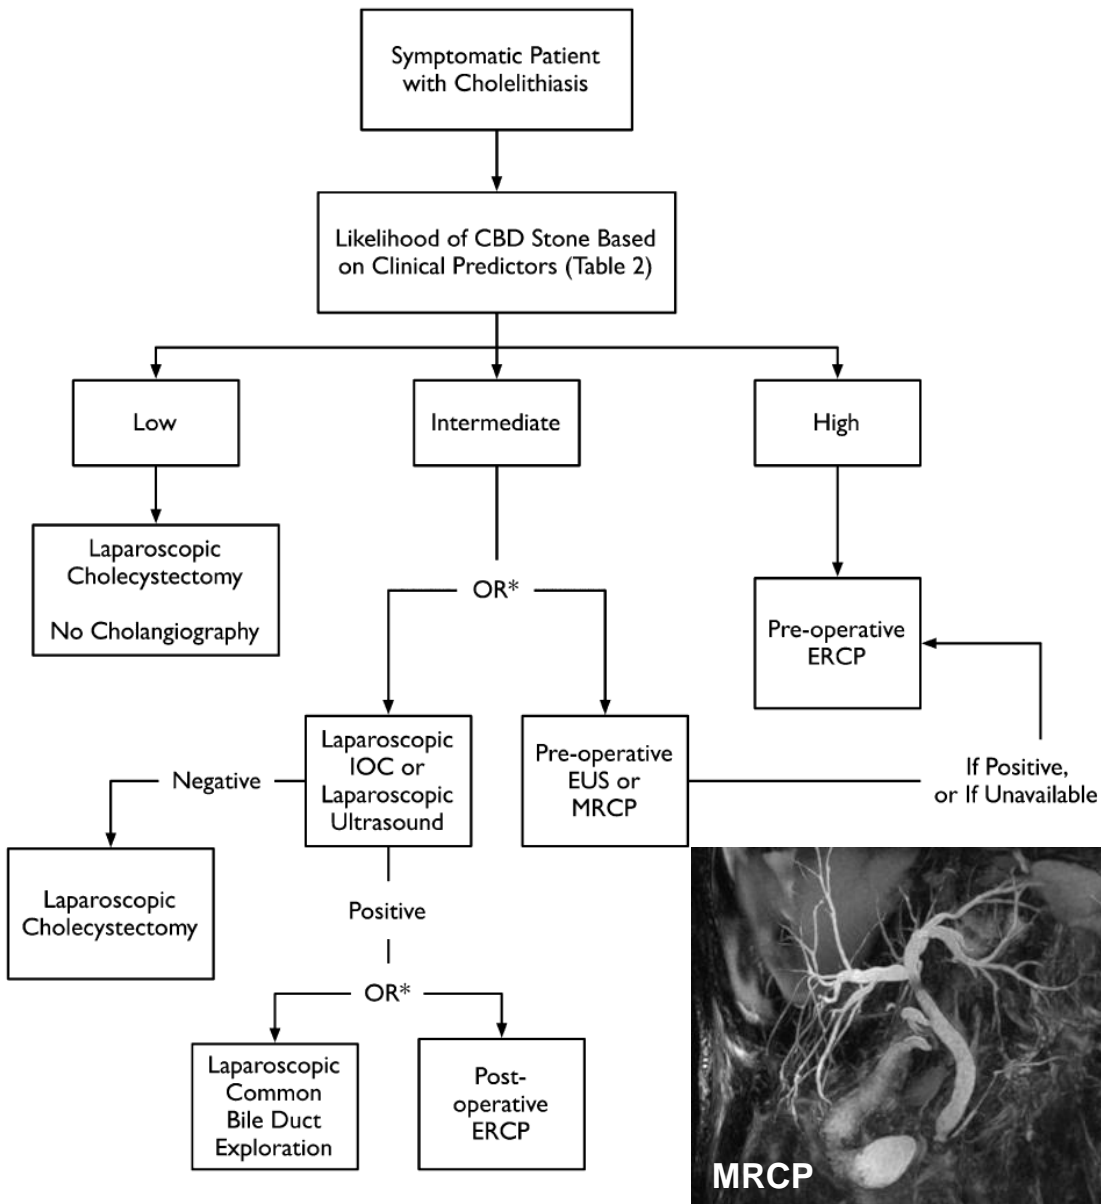 Symptomatic Patient
with Cholelithiasis
Likelihood of CBD Stone Based
on Clinical Predictors (Table 2)
Low
Intermediate
High
Laparoscopic
Cholecystectomy
No Cholangiography
OR*
Pre-operative
ERCP
Laparoscopic
IOC or
Laparoscopic
Ultrasound
Pre-operative
EUS or
MRCP
If Positive,
or If Unavailable
Negative
Laparoscopic
Cholecystectomy
Positive
OR*
Laparoscopic
Common
Bile Duct
Exploration
Post-
operative
ERCP
MRCP